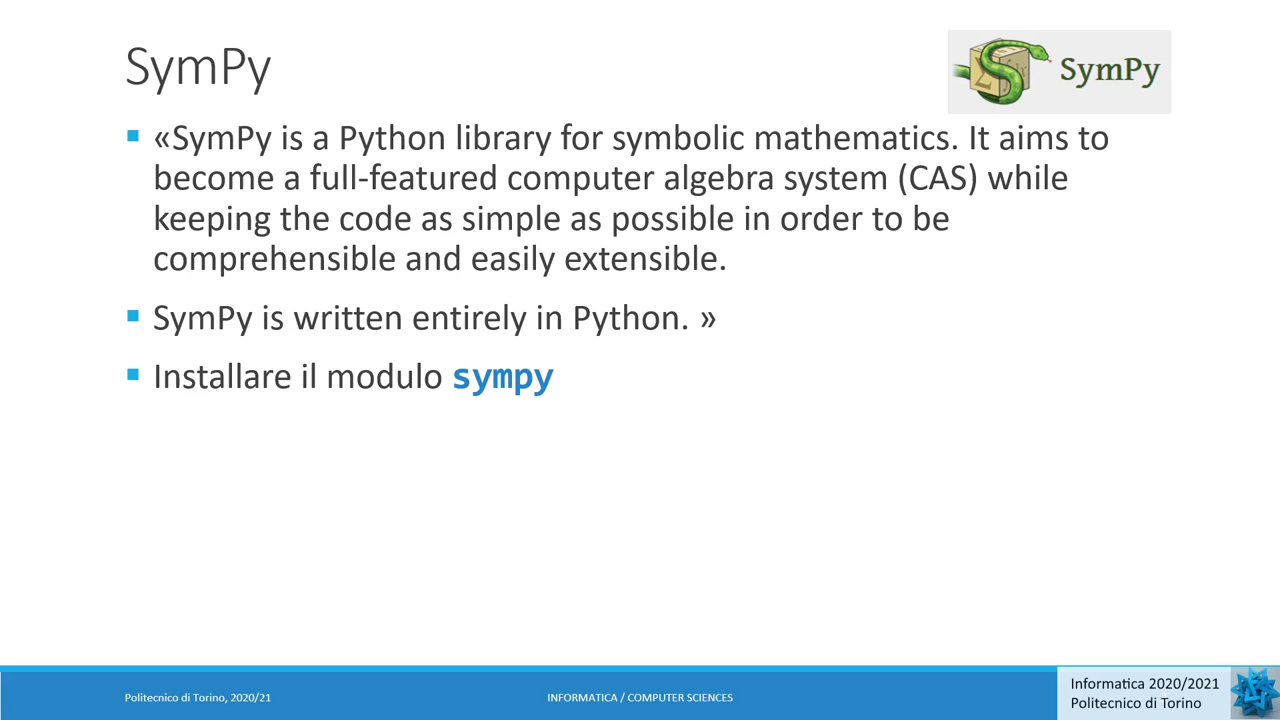 SymPy
SymPy
«SymPy is a Python library for symbolic mathematics. It aims to
become a full-featured computer algebra system (CAS) while
keeping the code as simple as possible in order to be
comprehensible and easily extensible.
SymPy is written entirely in Python. »
Installare il modulo sympy
Politecnico di Torino, 2020/21
INFORMATICA / COMPUTER SCIENCES
Informatica 2020/2021
Politecnico di Torino